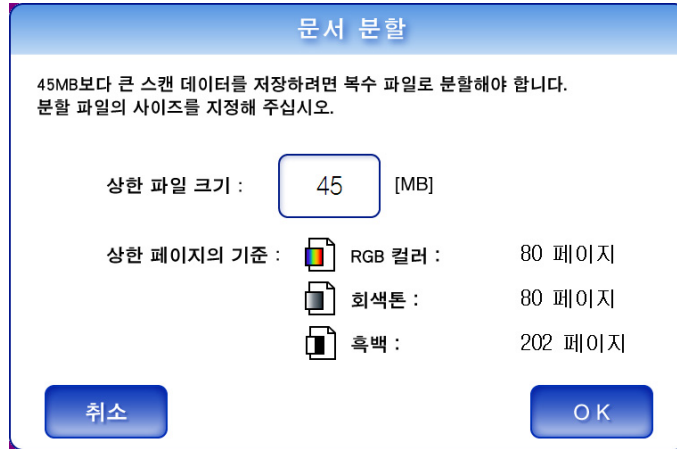 문서 분할
45MB보다 큰 스캔 데이터를 저장하려면 복수 파일로 분할해야 합니다.
분할 파일의 사이즈를 지정해 주십시오.
상한 파일 크기 : 45 [MB]
상한 페이지의 기준 : RGB 컬러 : 80 페이지
회색톤 : 80 페이지
흑백 : 202 페이지
취소 OK